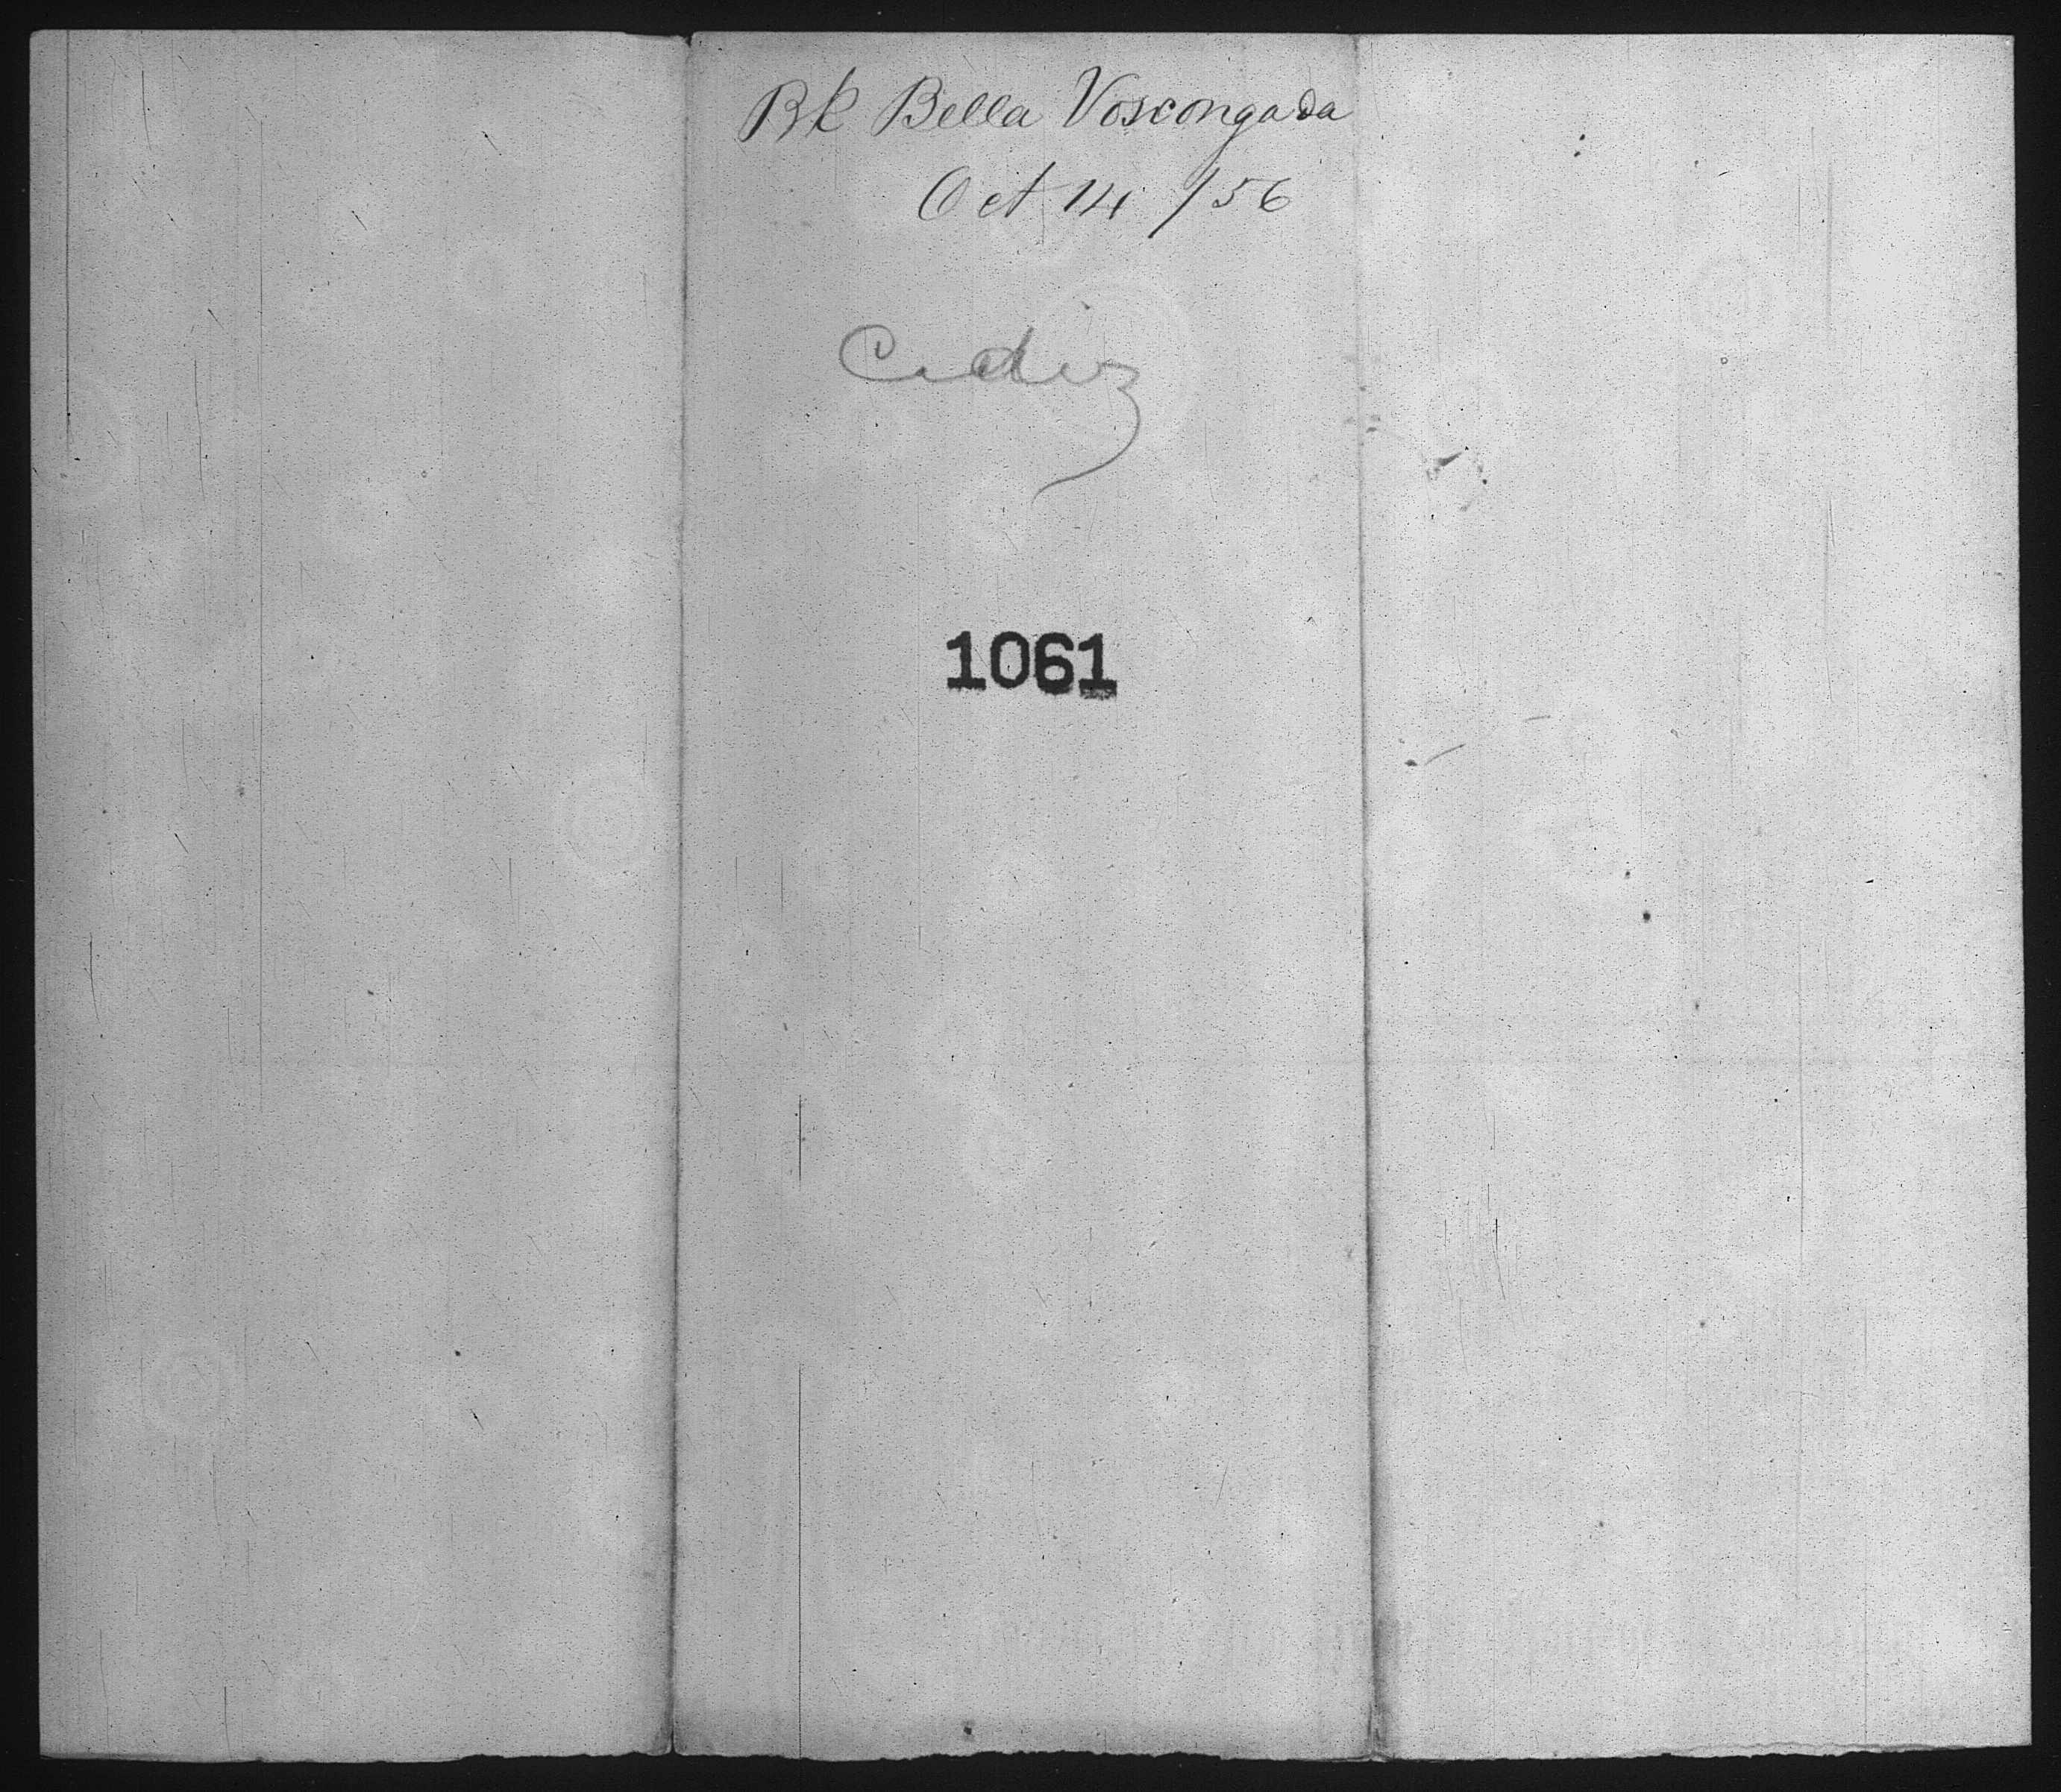 Bk Bella Voscongada
Oct 14 /56
Cadiz
1061